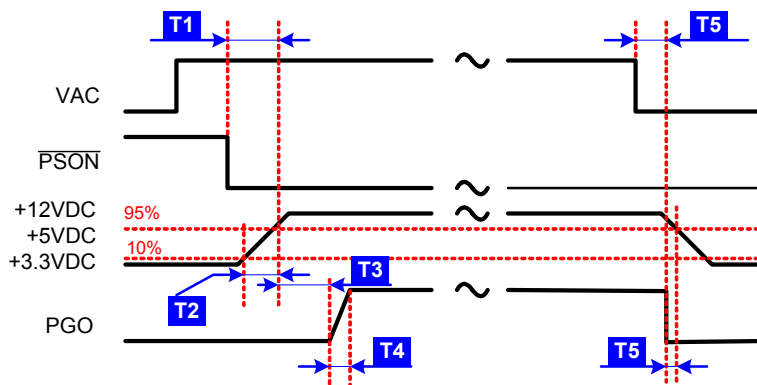 T1
T5
VAC
PSON
+12VDC
95%
+5VDC
10%
+3.3VDC
T3
T2
PGO
T4
T5